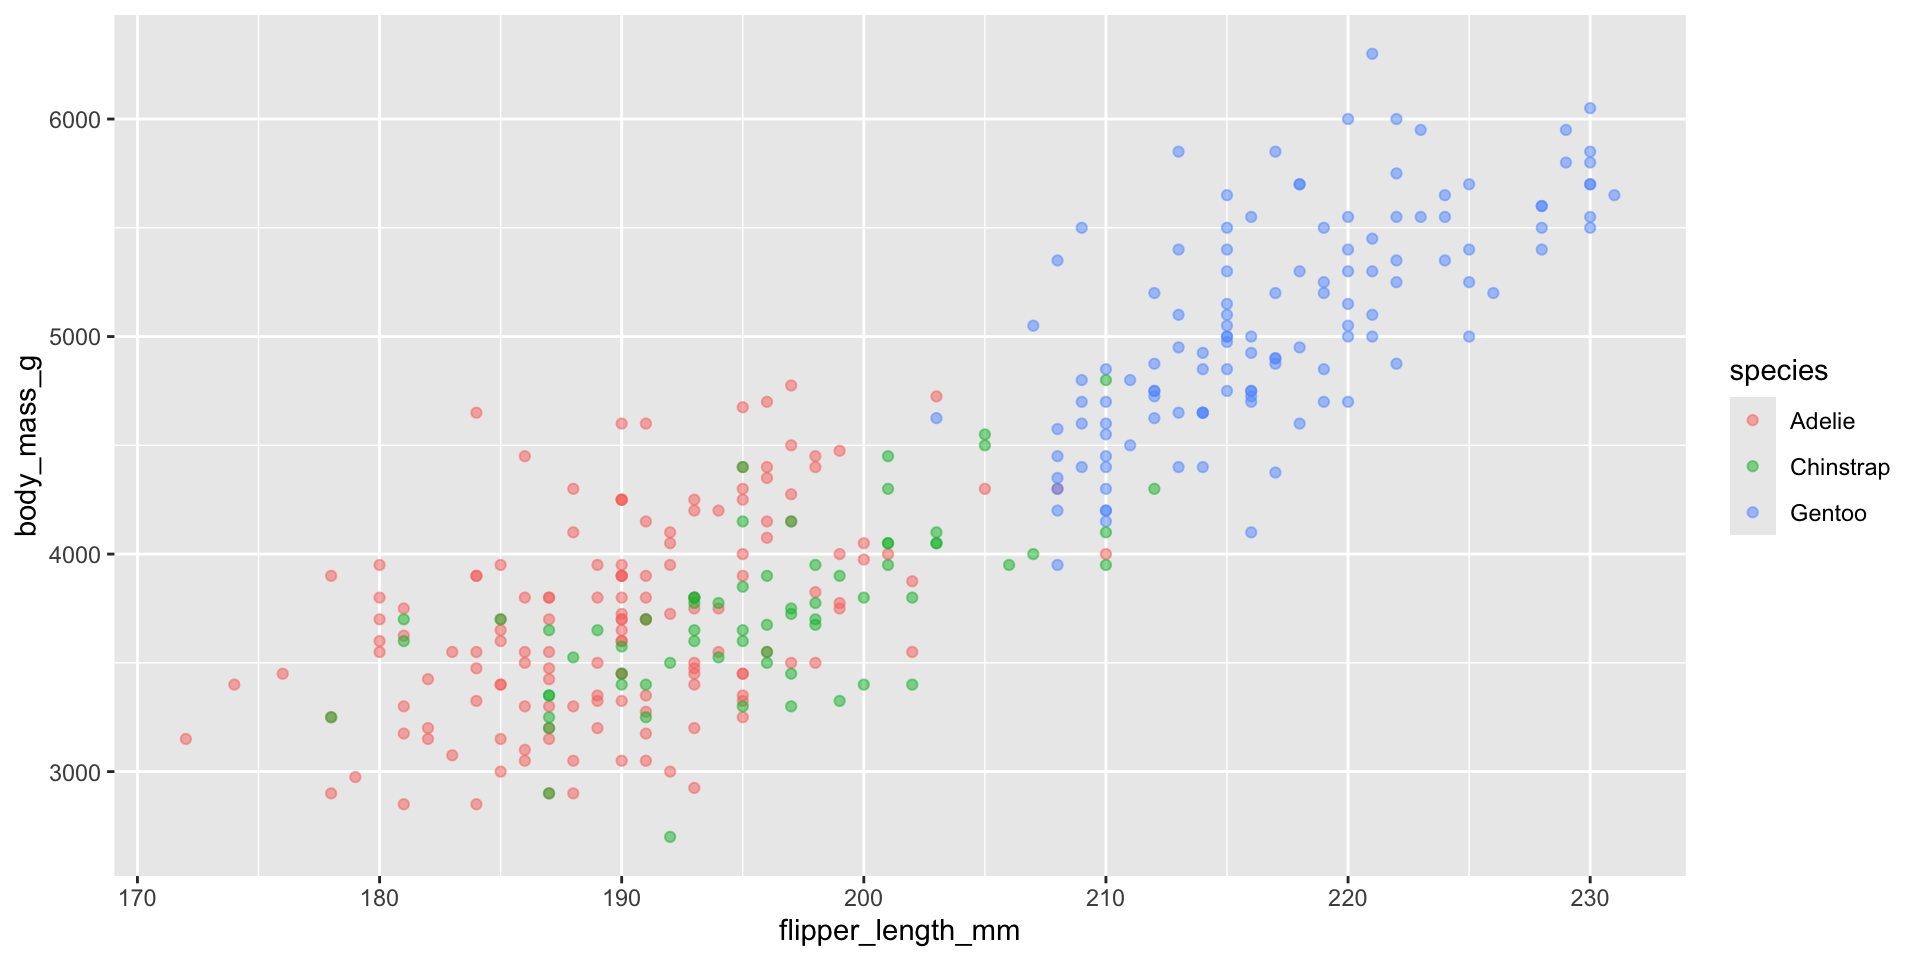 6000
5000
4000
3000
body_mass_g
170 180 190 200 210 220 230
flipper_length_mm
species
Adelie
Chinstrap
Gentoo